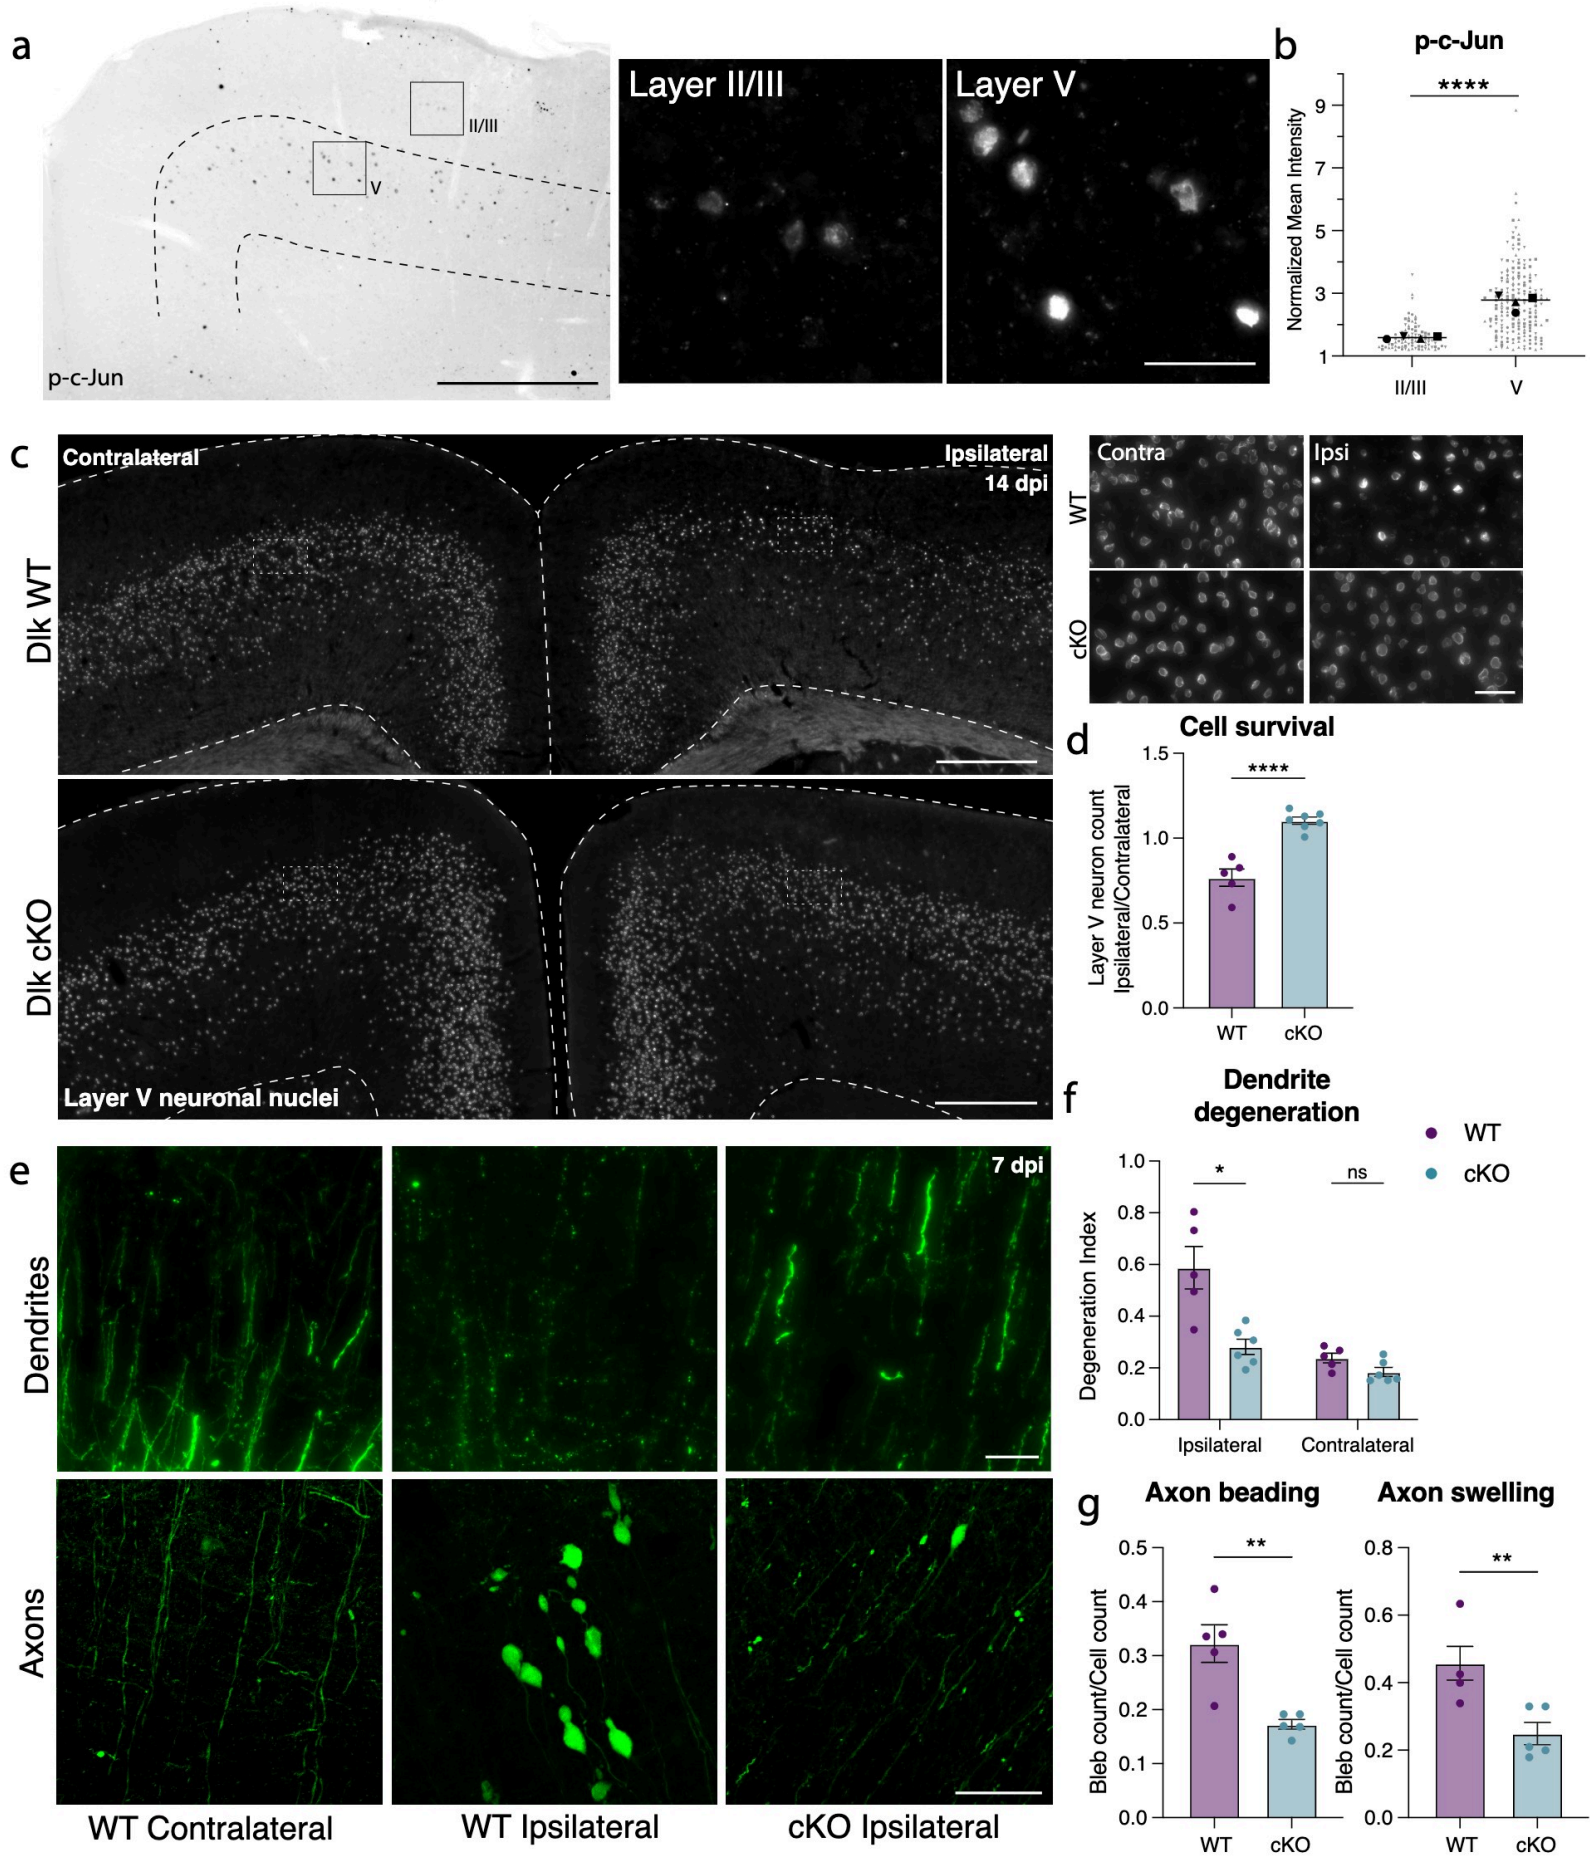 a
II/III
V
p-c-Jun
Layer II/III
Layer V
b
p-c-Jun
****
Normalized Mean Intensity
9
7
5
3
1
II/III
V
c
Contralateral
Ipsilateral
14 dpi
Dlk WT
Dlk cKO
Layer V neuronal nuclei
Contra
Ipsi
WT
cKO
d
Cell survival
****
Layer V neuron count
Ipsilateral/Contralateral
1.5
1.0
0.5
0.0
WT
cKO
e
7 dpi
Dendrites
Axons
WT Contralateral
WT Ipsilateral
cKO Ipsilateral
f
Dendrite
degeneration
WT
cKO
*
ns
Degeneration Index
1.0
0.8
0.6
0.4
0.2
0.0
Ipsilateral
Contralateral
g
Axon beading
**
Bleb count/Cell count
0.5
0.4
0.3
0.2
0.1
0.0
WT
cKO
Axon swelling
**
Bleb count/Cell count
0.8
0.6
0.4
0.2
0.0
WT
cKO